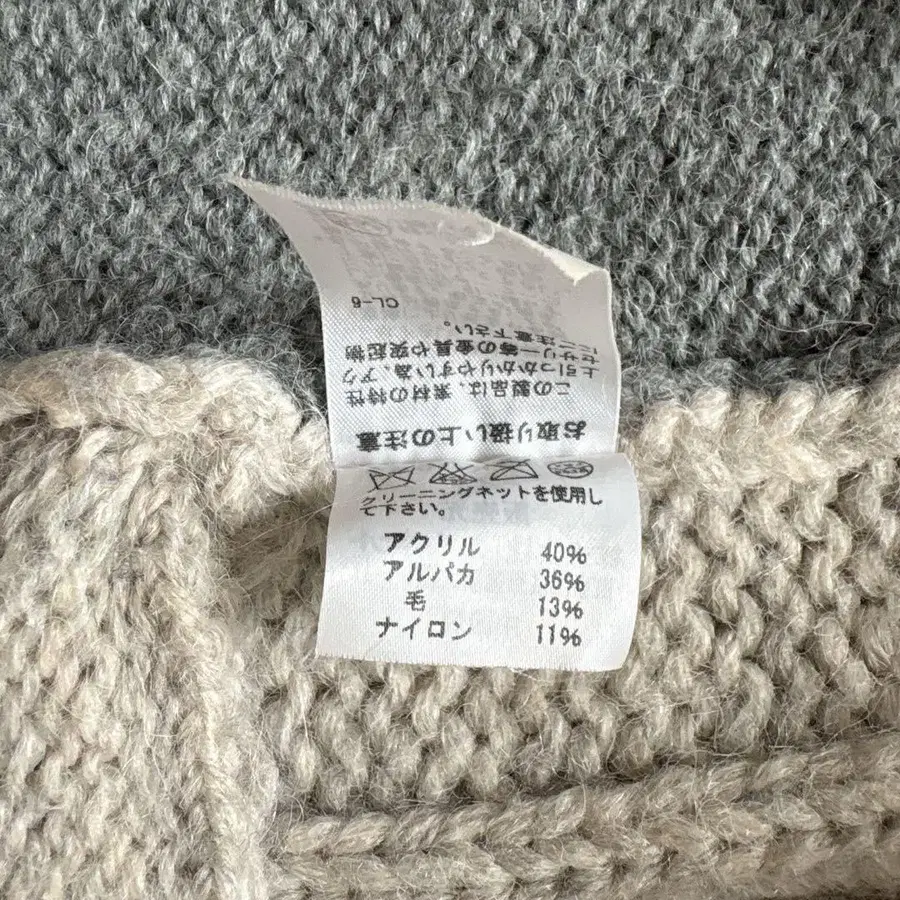 お取り扱い上の注意
この製品は、素材の特性
上引っかかりやすい為、アク
セサリー等の金具や突起物
にご注意下さい。
CL-6
クリーニングネットを使用し
て下さい。
アクリル 40%
アルパカ 36%
毛 13%
ナイロン 11%